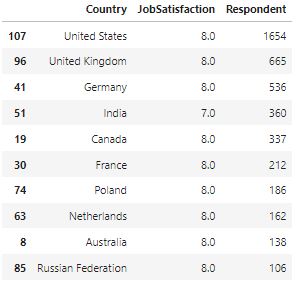 Country JobSatisfaction Respondent
107 United States 8.0 1654
96 United Kingdom 8.0 665
41 Germany 8.0 536
51 India 7.0 360
19 Canada 8.0 337
30 France 8.0 212
74 Poland 8.0 186
63 Netherlands 8.0 162
8 Australia 8.0 138
85 Russian Federation 8.0 106